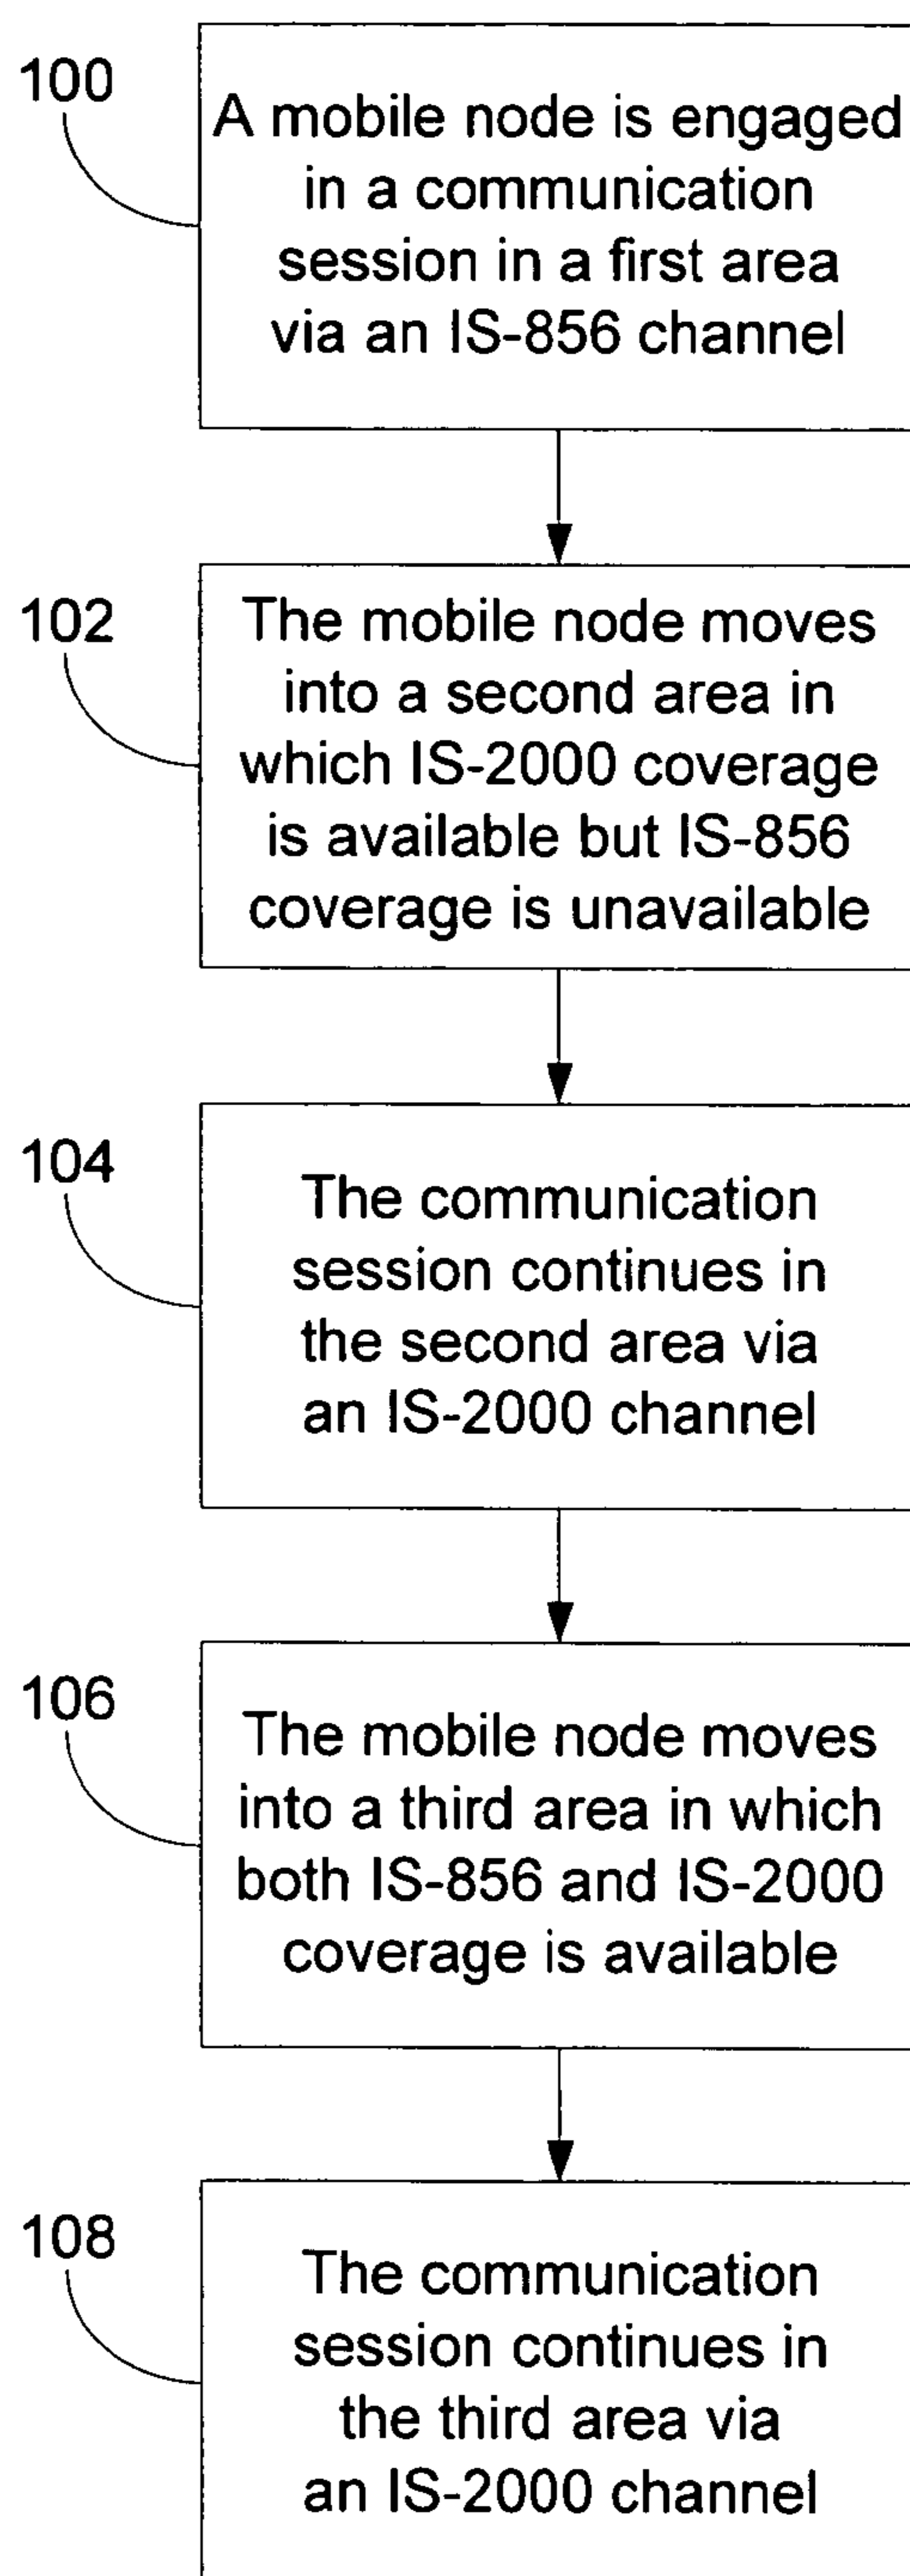 100
A mobile node is engaged
in a communication
session in a first area
via an IS-856 channel
102
The mobile node moves
into a second area in
which IS-2000 coverage
is available but IS-856
coverage is unavailable
104
The communication
session continues in
the second area via
an IS-2000 channel
106
The mobile node moves
into a third area in which
both IS-856 and IS-2000
coverage is available
108
The communication
session continues in
the third area via
an IS-2000 channel